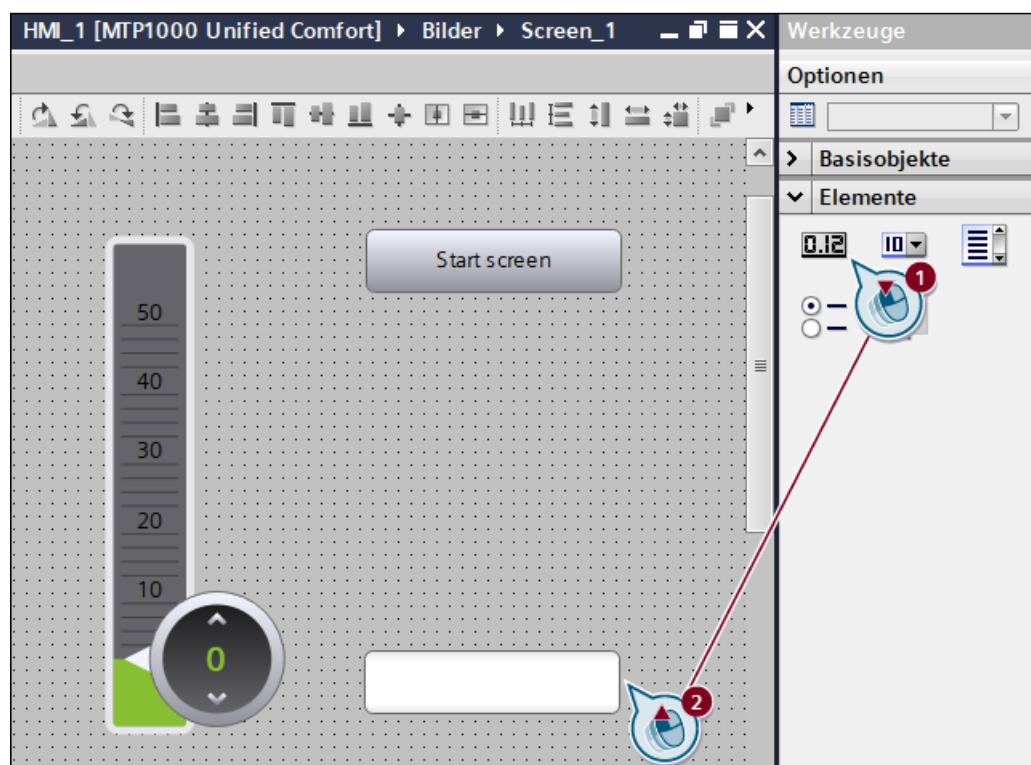 HMI_1 [MTP1000 Unified Comfort] ▸ Bilder ▸ Screen_1
Werkzeuge
Optionen
Basisobjekte
Elemente
0.12
10
1
Start screen
50
40
30
20
10
0
2